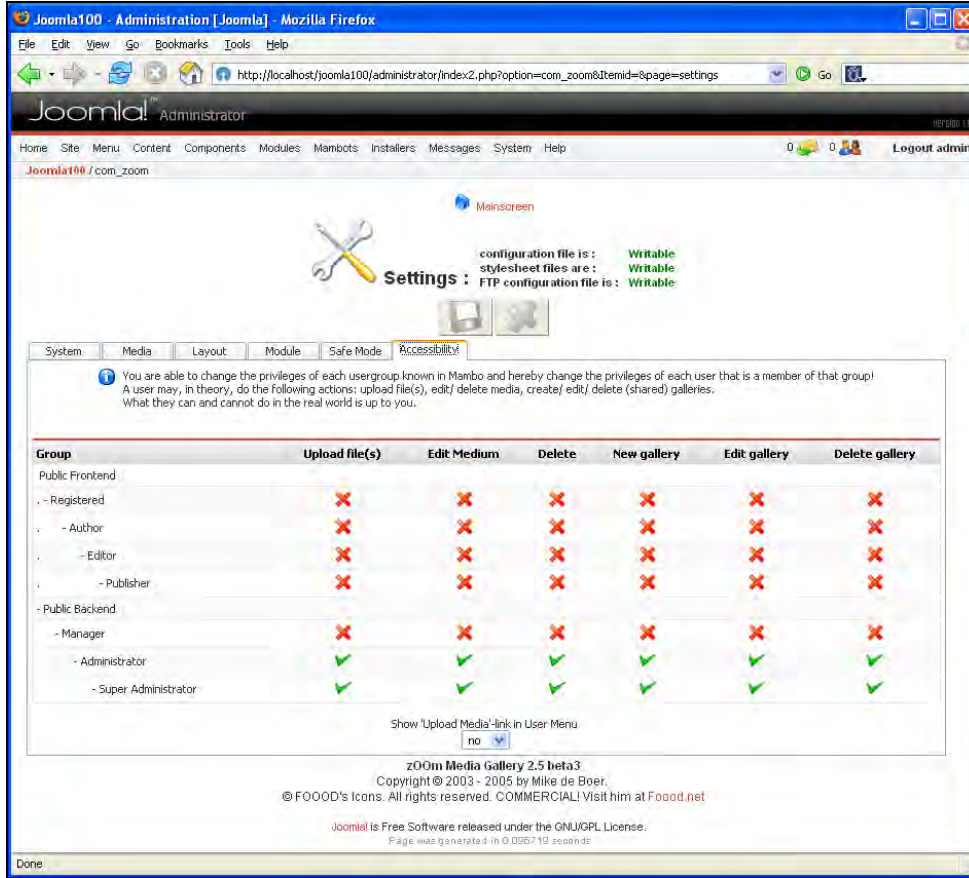 Joomla100 - Administration [Joomla] - Mozilla Firefox
File Edit View Go Bookmarks Tools Help
http://localhost/joomla100/administrator/index2.php?option=com_zoom&Itemid=&page=settings Go
Joomla!™ Administrator
Home Site Menu Content Components Modules Mambots Installers Messages System Help 0 0 Logout admin
Joomla100 / com_zoom
Mainscreen
Settings :
configuration file is : Writable
stylesheet files are : Writable
FTP configuration file is : Writable
System Media Layout Module Safe Mode Accessibility
You are able to change the privileges of each usergroup known in Mambo and hereby change the privileges of each user that is a member of that group!
A user may, in theory, do the following actions: upload file(s), edit/ delete media, create/ edit/ delete (shared) galleries.
What they can and cannot do in the real world is up to you.
Group Upload file(s) Edit Medium Delete New gallery Edit gallery Delete gallery
Public Frontend
. - Registered
. - Author
. - Editor
. - Publisher
- Public Backend
- Manager
- Administrator
- Super Administrator
Show 'Upload Media'-link in User Menu
no
zOOm Media Gallery 2.5 beta3
Copyright © 2003 - 2005 by Mike de Boer.
© FOOOD's Icons. All rights reserved. COMMERCIAL! Visit him at Foood.net
Joomla! is Free Software released under the GNU/GPL License.
Page was generated in 0.096719 seconds
Done